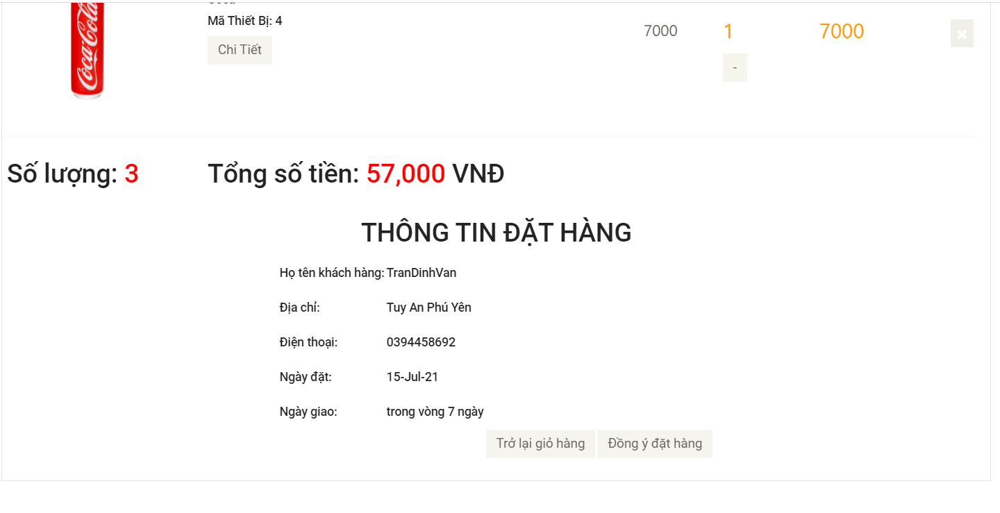 Coca-Cola
Mã Thiết Bị: 4
Chi Tiết
7000 1 7000
-
Số lượng: 3 Tổng số tiền: 57,000 VNĐ
THÔNG TIN ĐẶT HÀNG
Họ tên khách hàng: TranDinhVan
Địa chỉ: Tuy An Phú Yên
Điện thoại: 0394458692
Ngày đặt: 15-Jul-21
Ngày giao: trong vòng 7 ngày
Trở lại giỏ hàng Đồng ý đặt hàng